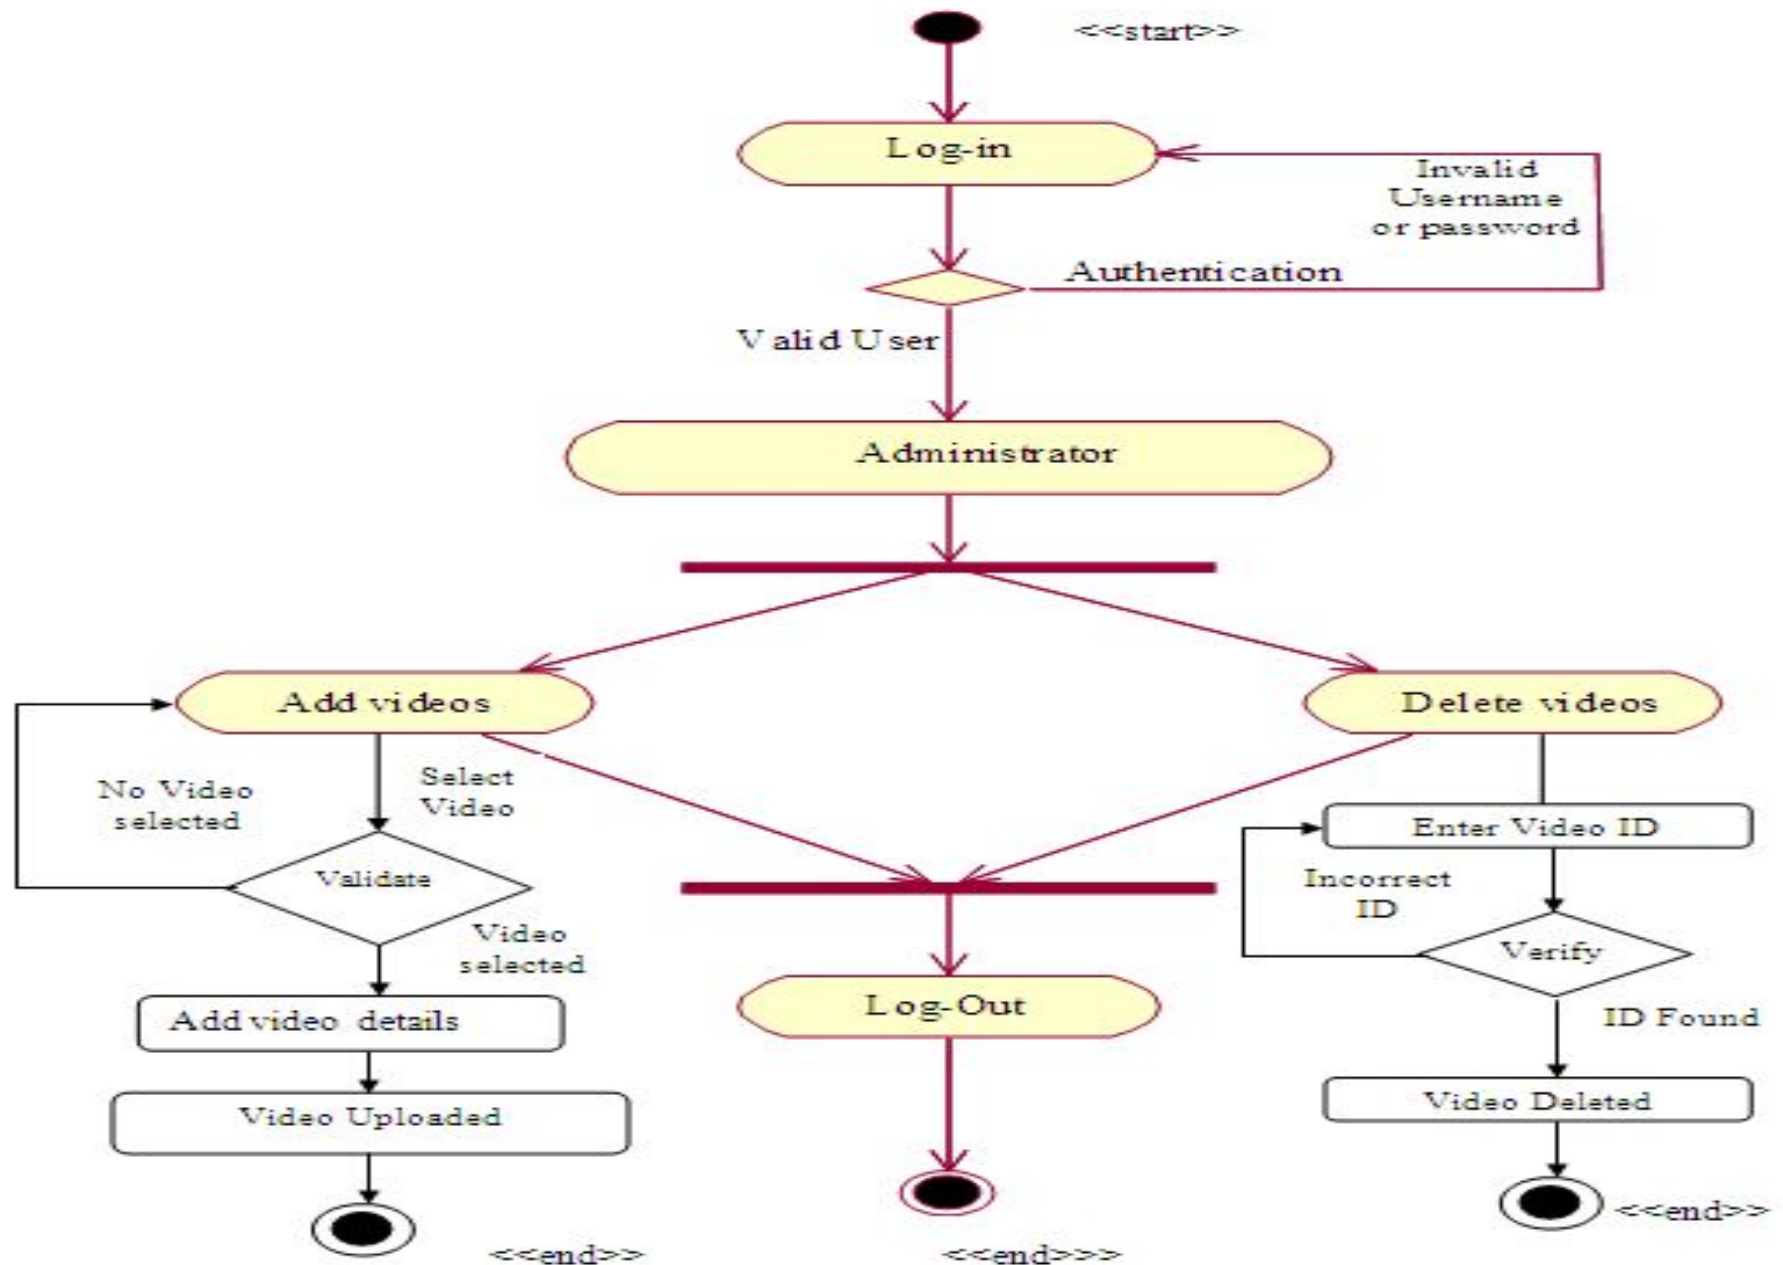 <<start>>
Log-in
Invalid
Username
or password
Authentication
Valid User
Administrator
Add videos
Delete videos
No Video
selected
Select
Video
Validate
Video
selected
Add video details
Video Uploaded
<<end>>
Log-Out
<<end>>>
Enter Video ID
Incorrect
ID
Verify
ID Found
Video Deleted
<<end>>